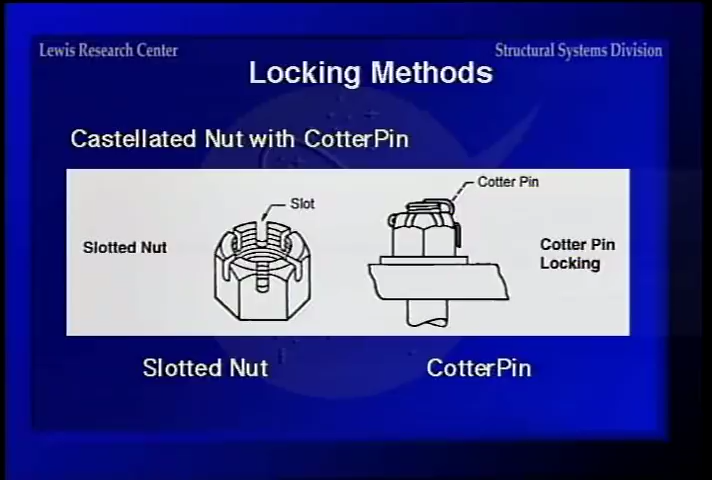 Lewis Research Center
Structural Systems Division
Locking Methods
Castellated Nut with CotterPin
Slot
Cotter Pin
Slotted Nut
Cotter Pin
Locking
Slotted Nut
CotterPin